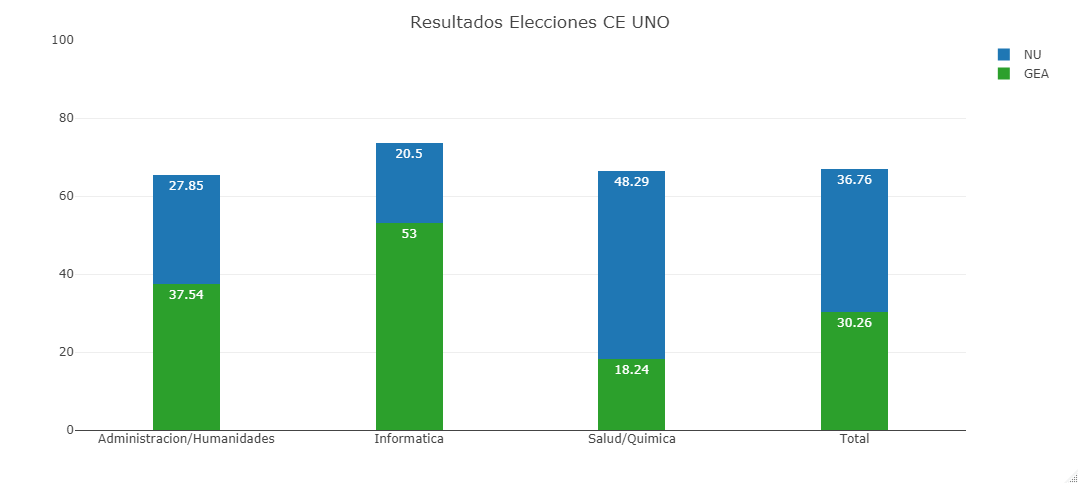 Resultados Elecciones CE UNO
NU
GEA
100
80
60
40
20
0
27.85
37.54
20.5
53
48.29
18.24
36.76
30.26
Administracion/Humanidades
Informatica
Salud/Quimica
Total